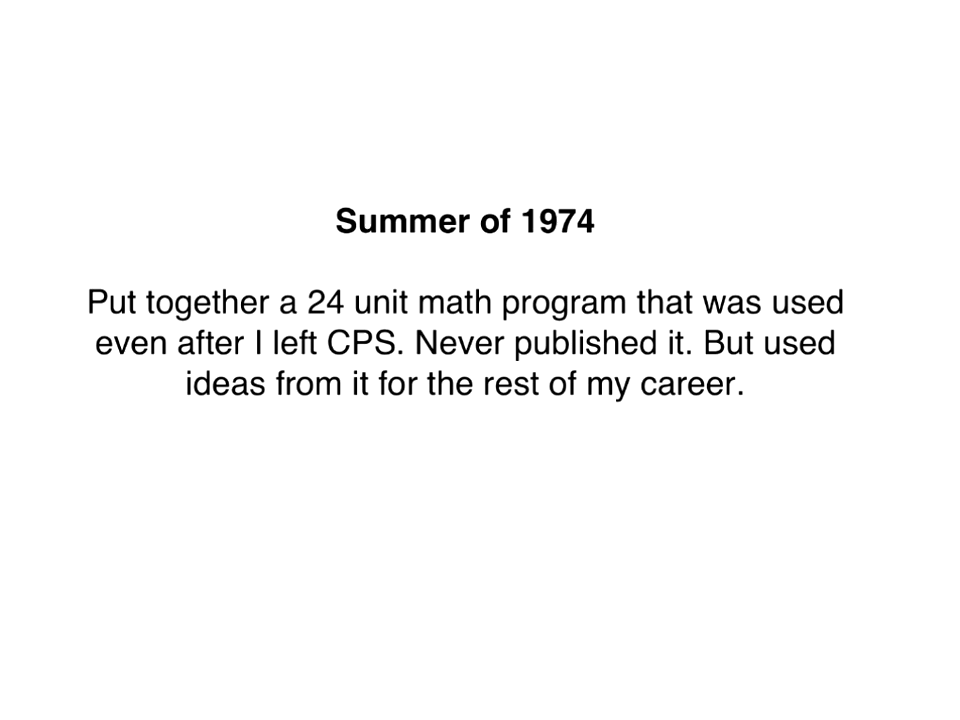 Summer of 1974
Put together a 24 unit math program that was used
even after I left CPS. Never published it. But used
ideas from it for the rest of my career.